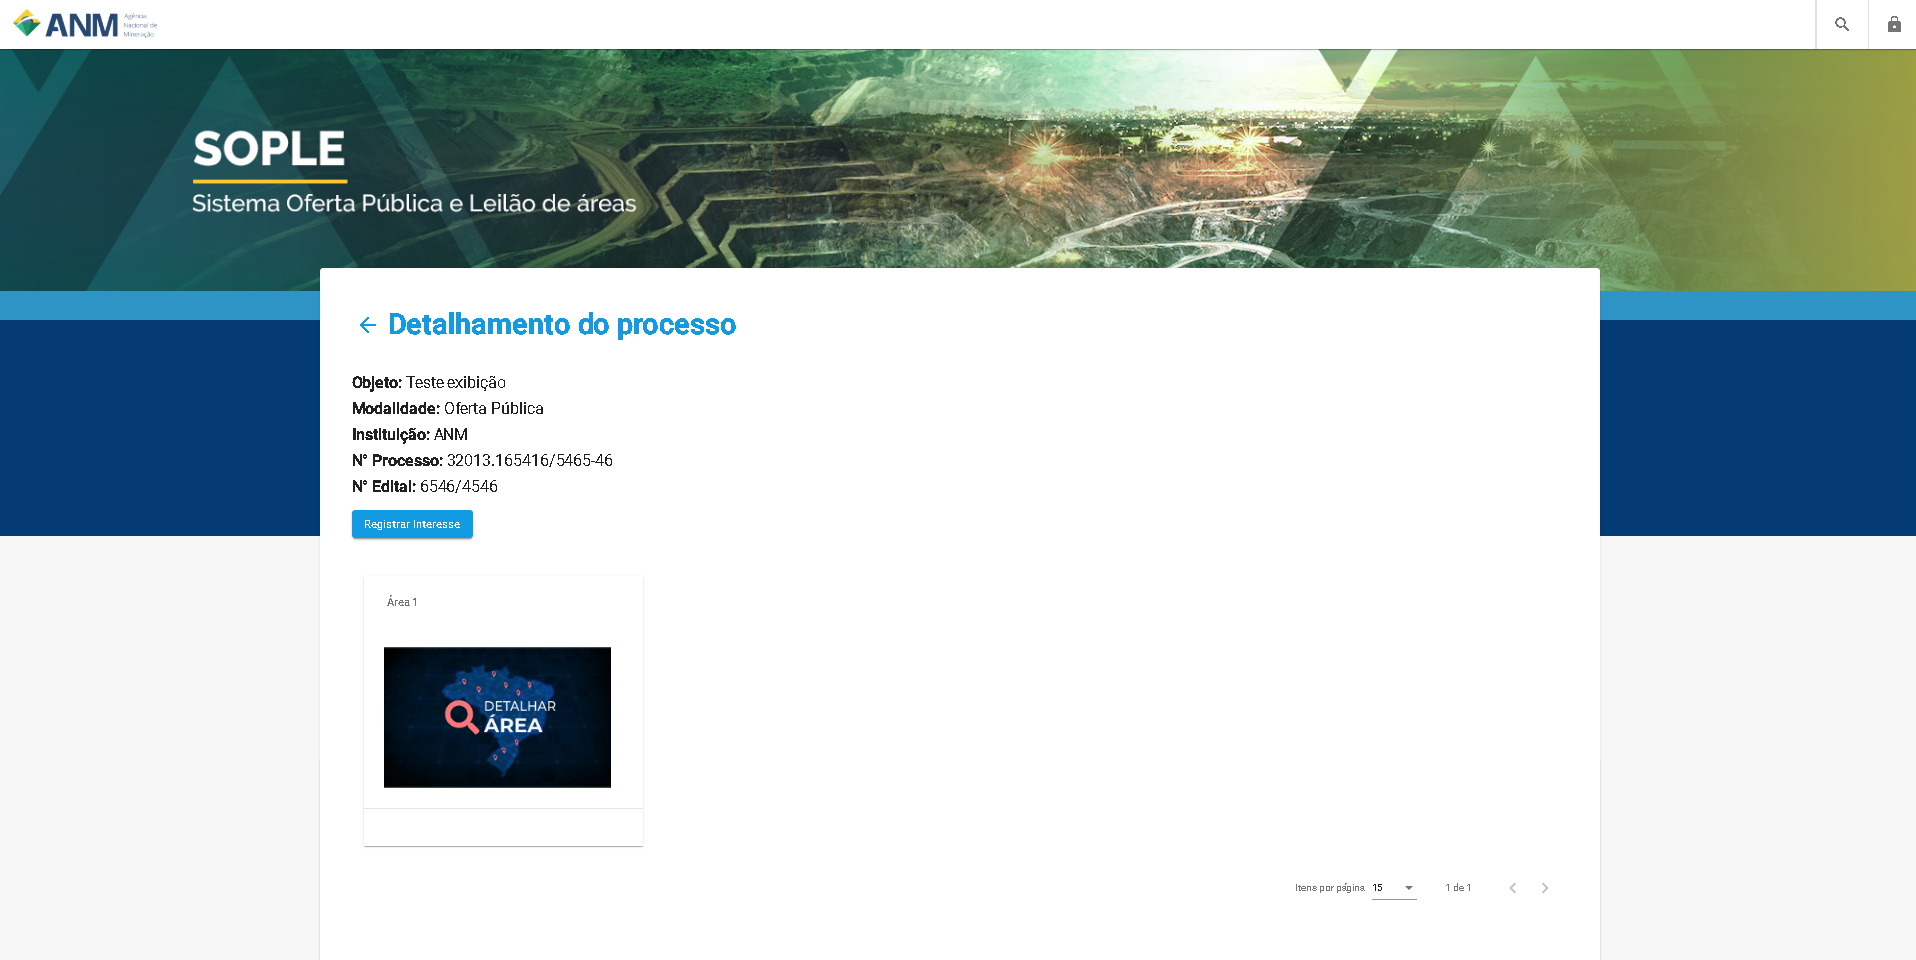 ANM
Agência
Nacional de
Mineração
SOPLE
Sistema Oferta Pública e Leilão de áreas
Detalhamento do processo
Objeto: Teste exibição
Modalidade: Oferta Pública
Instituição: ANM
N° Processo: 32013.165416/5465-46
N° Edital: 6546/4546
Registrar Interesse
Área 1
DETALHAR
ÁREA
Itens por página 15 1 de 1